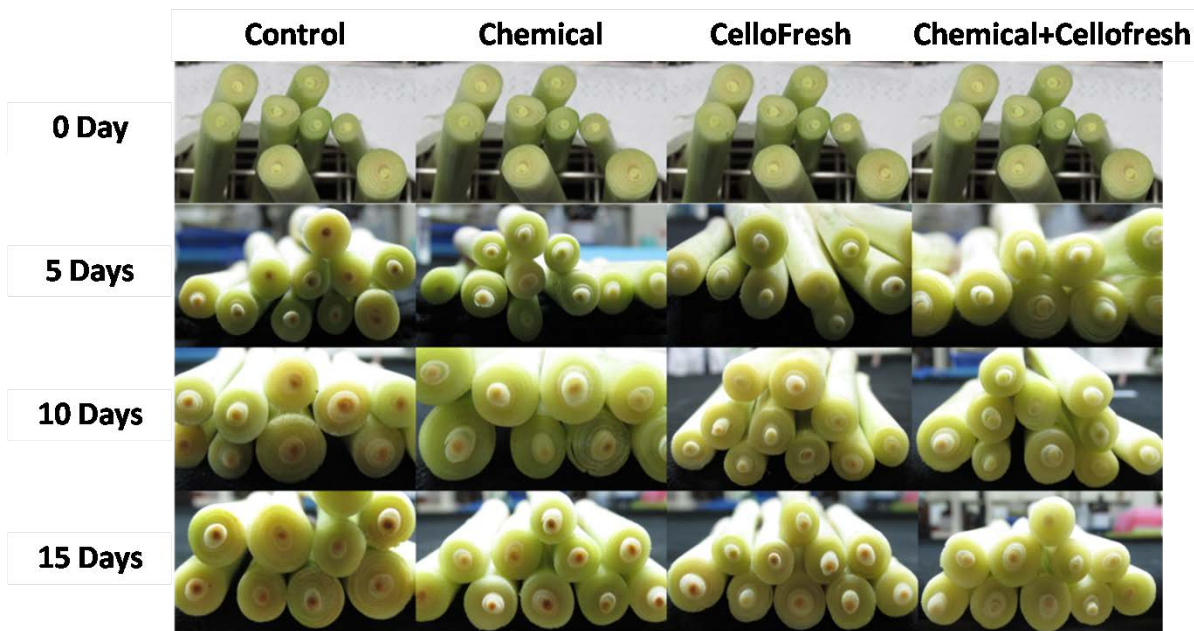 Control Chemical CelloFresh Chemical+Cellofresh
0 Day
5 Days
10 Days
15 Days